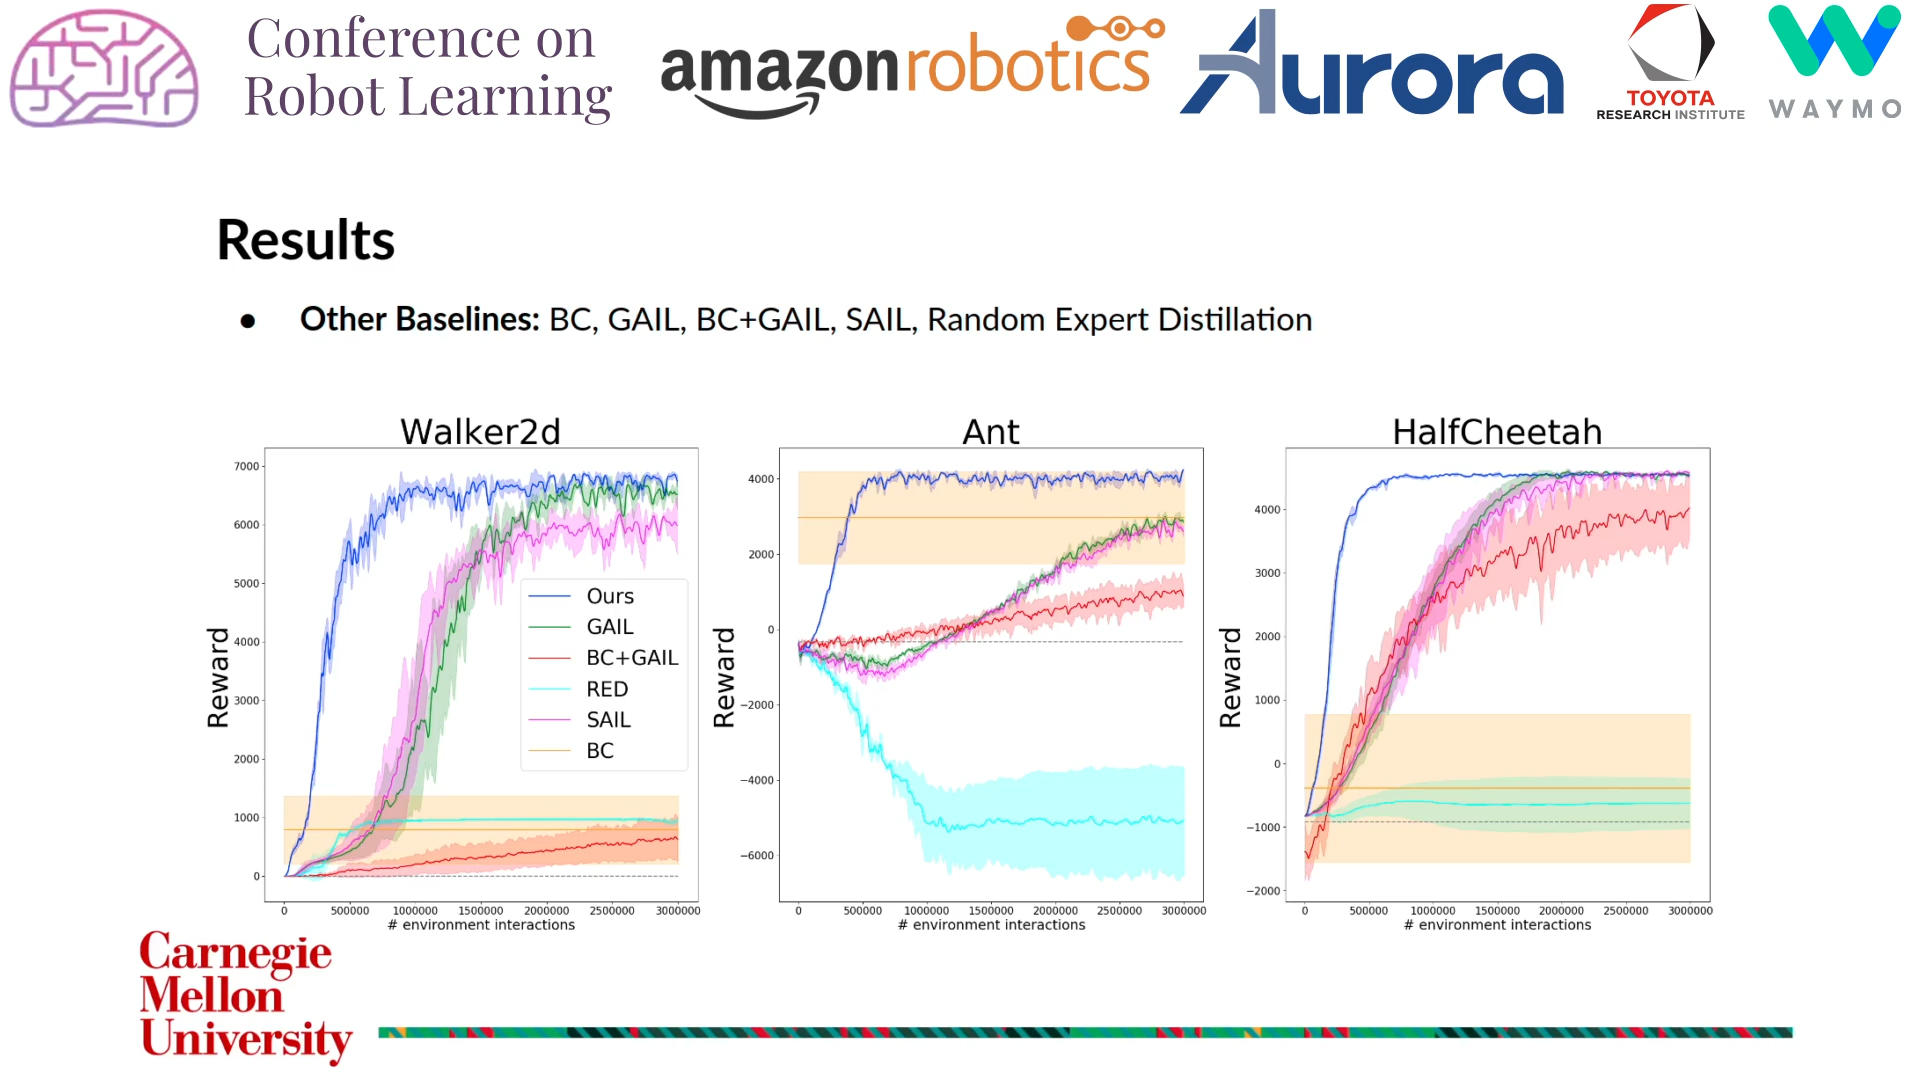 Conference on
Robot Learning
amazonrobotics
Aurora
TOYOTA
RESEARCH INSTITUTE
WAYMO
Results
● Other Baselines: BC, GAIL, BC+GAIL, SAIL, Random Expert Distillation
Walker2d
Reward
7000
6000
5000
4000
3000
2000
1000
0
Ours
GAIL
BC+GAIL
RED
SAIL
BC
0 500000 1000000 1500000 2000000 2500000 3000000
# environment interactions
Ant
Reward
4000
2000
0
−2000
−4000
−6000
0 500000 1000000 1500000 2000000 2500000 3000000
# environment interactions
HalfCheetah
Reward
4000
3000
2000
1000
0
−1000
−2000
0 500000 1000000 1500000 2000000 2500000 3000000
# environment interactions
Carnegie
Mellon
University